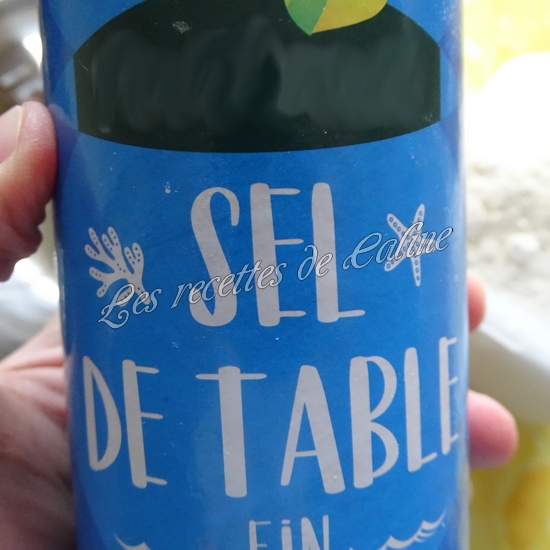 SEL
Les recettes de Caline
DE TABLE
FIN